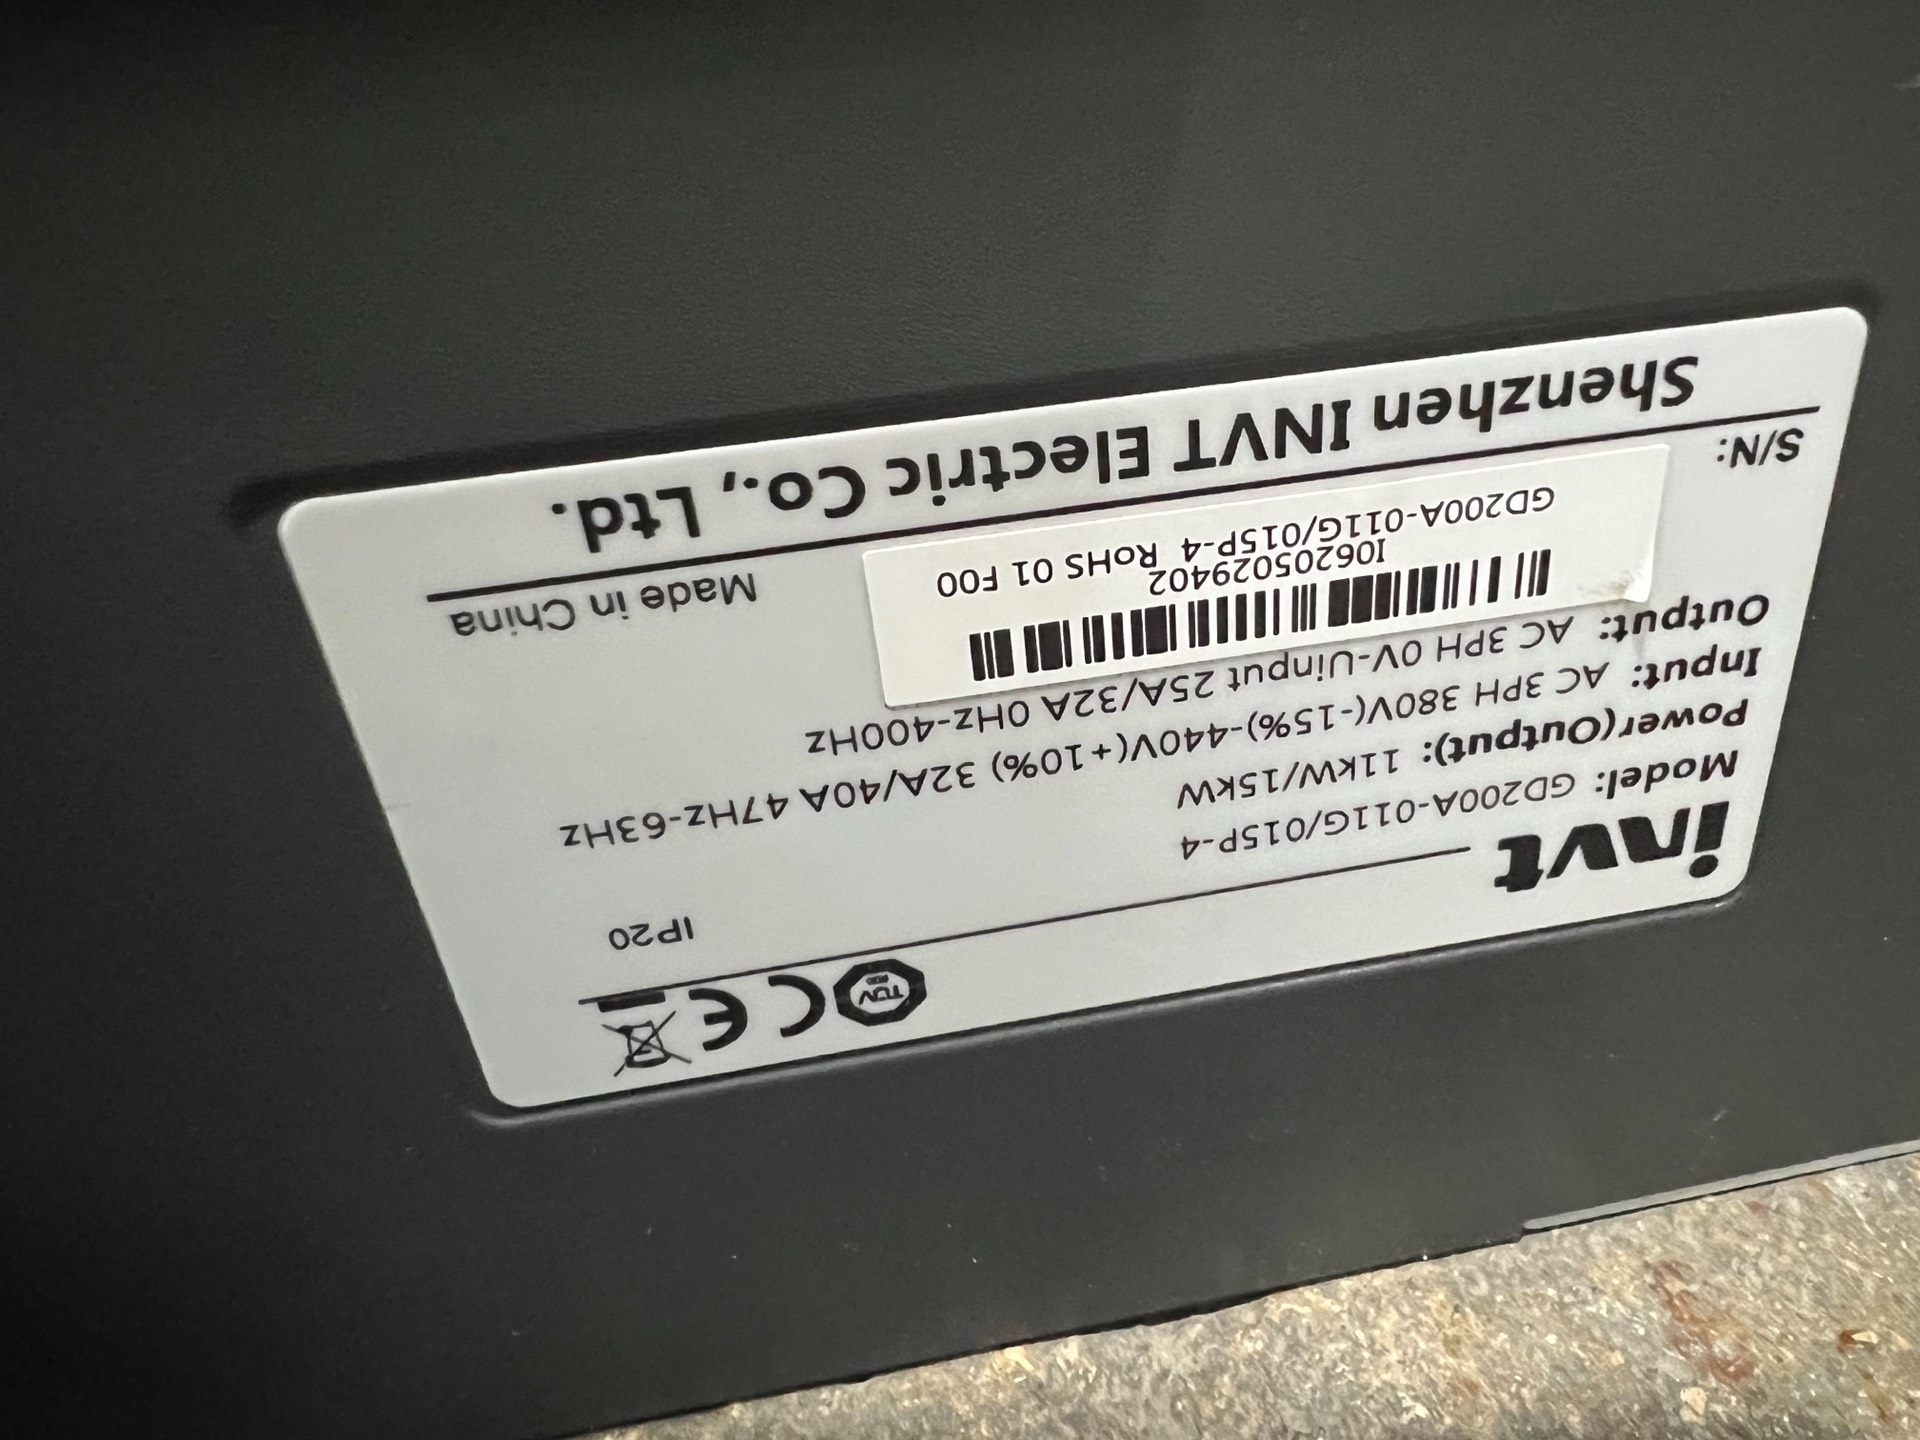 invt
TÜV
CE
IP20
Model: GD200A-011G/015P-4
Power(Output): 11kW/15kW
Input: AC 3PH 380V(-15%)-440V(+10%) 32A/40A 47Hz-63Hz
Output: AC 3PH 0V-Uinput 25A/32A 0Hz-400Hz
I06205029402
GD200A-011G/015P-4 RoHS 01 F00
S/N:
Made in China
Shenzhen INVT Electric Co., Ltd.